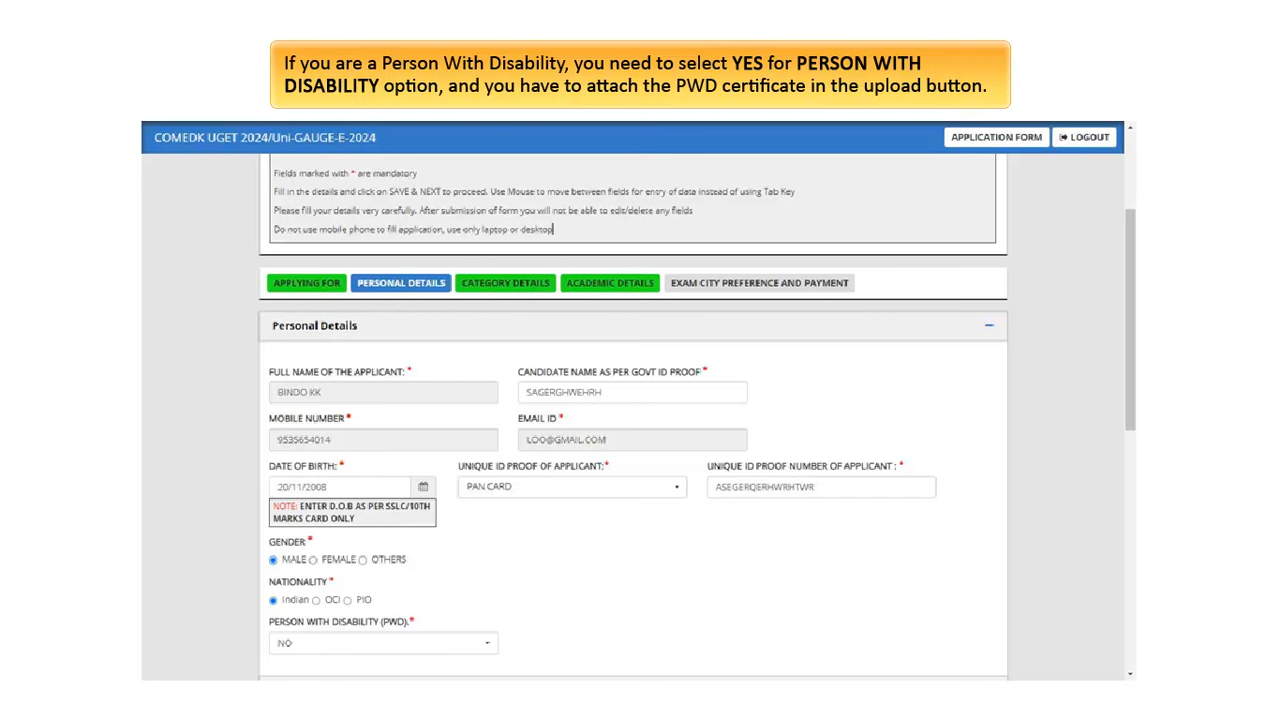 If you are a Person With Disability, you need to select YES for PERSON WITH
DISABILITY option, and you have to attach the PWD certificate in the upload button.
COMEDK UGET 2024/Uni-GAUGE-E-2024
APPLICATION FORM
LOGOUT
Fields marked with * are mandatory
Fill in the details and click on SAVE & NEXT to proceed. Use Mouse to move between fields for entry of data instead of using Tab Key
Please fill your details very carefully. After submission of form you will not be able to edit/delete any fields
Do not use mobile phone to fill application, use only laptop or desktop
APPLYING FOR
PERSONAL DETAILS
CATEGORY DETAILS
ACADEMIC DETAILS
EXAM CITY PREFERENCE AND PAYMENT
Personal Details
FULL NAME OF THE APPLICANT: *
BINDO KK
CANDIDATE NAME AS PER GOVT ID PROOF *
SAGERGHWEHRH
MOBILE NUMBER *
9535654014
EMAIL ID *
LOO@GMAIL.COM
DATE OF BIRTH: *
20/11/2008
NOTE: ENTER D.O.B AS PER SSLC/10TH
MARKS CARD ONLY
UNIQUE ID PROOF OF APPLICANT:*
PAN CARD
UNIQUE ID PROOF NUMBER OF APPLICANT : *
ASEGERQERHWRHTWR
GENDER *
MALE FEMALE OTHERS
NATIONALITY *
Indian OCI PIO
PERSON WITH DISABILITY (PWD).*
NO